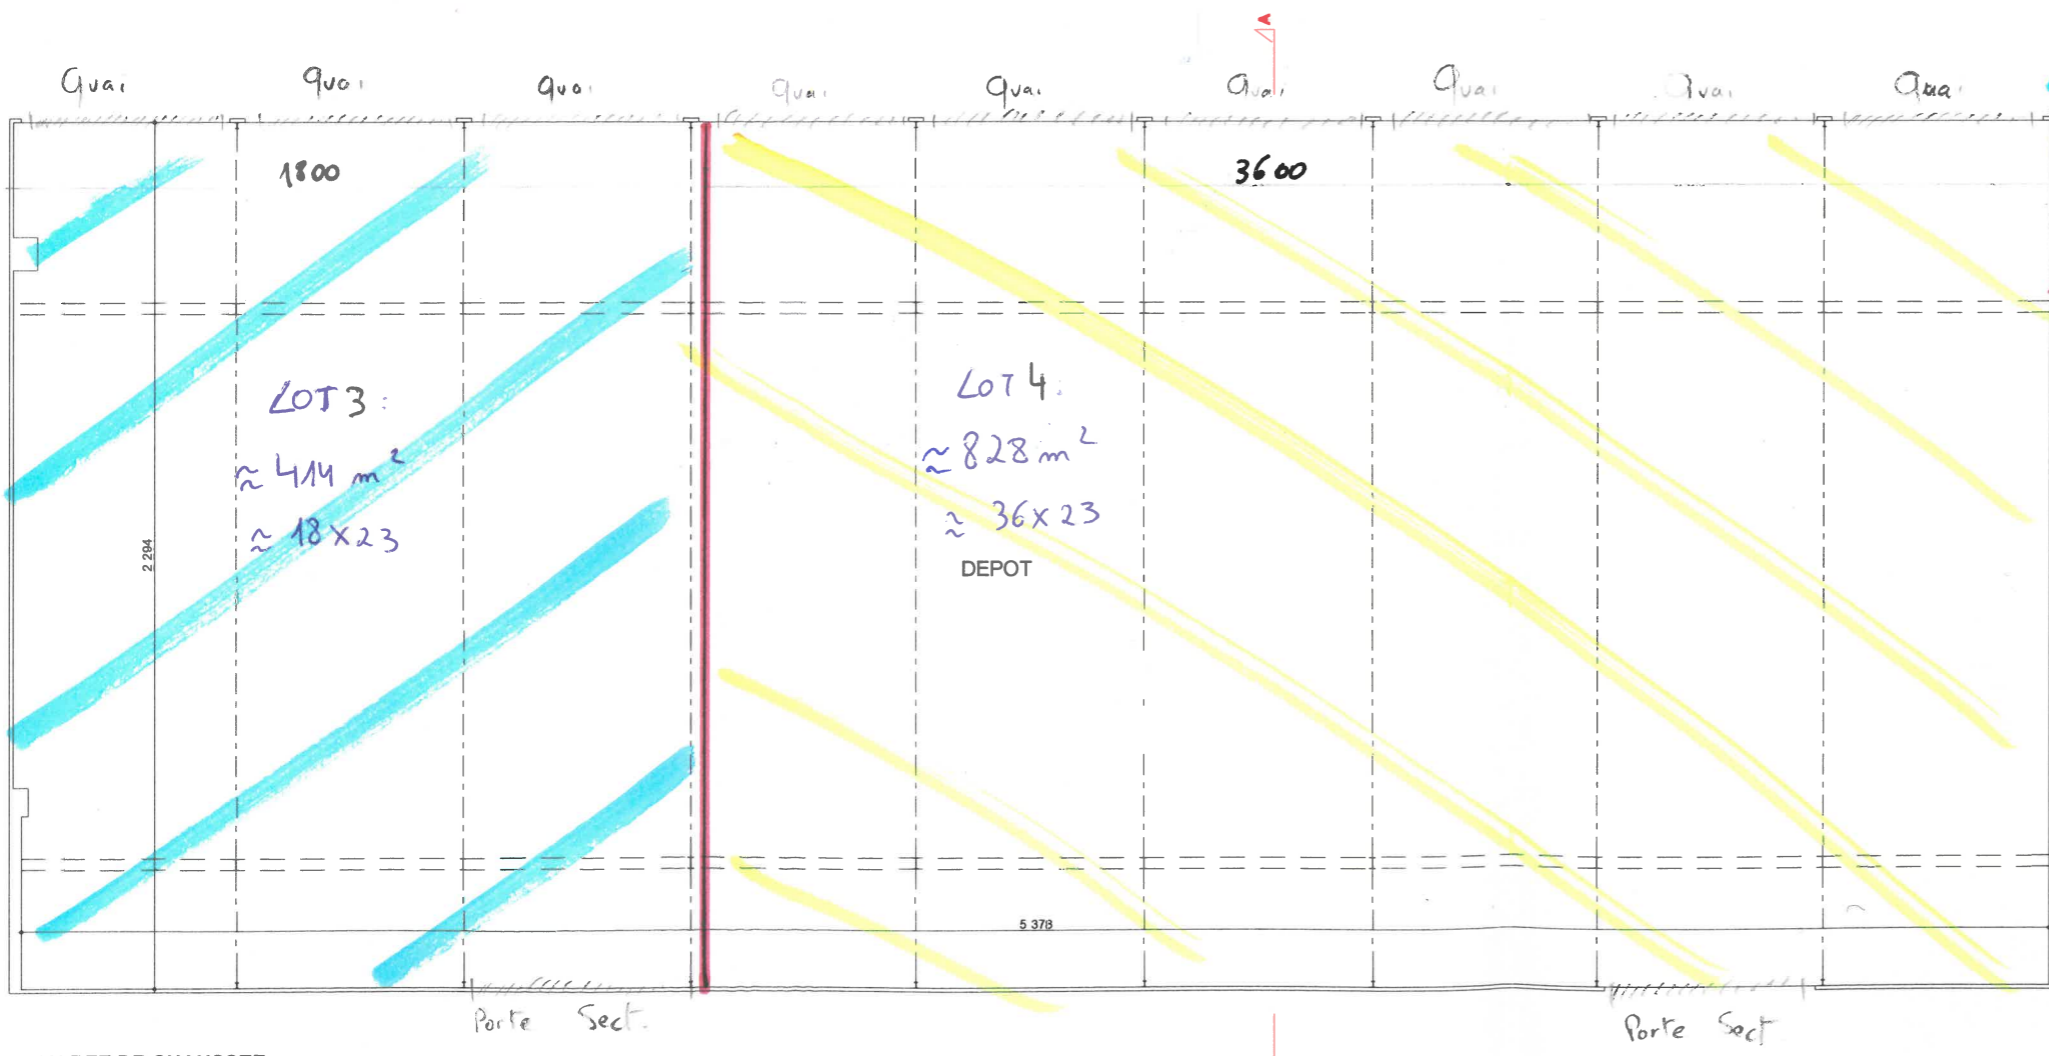 Quai Quai Quai Quai Quai Quai Quai Quai Quai
A
1800 3600
LOT 3 :
≈ 414 m²
≈ 18 x 23
LOT 4 :
≈ 828 m²
≈ 36 x 23
DEPOT
2 294
5 378
Porte Sect.
Porte Sect